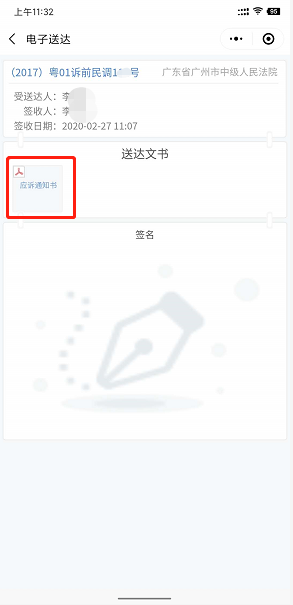 上午11:32
96
电子送达
（2017）粤01诉前民调1 号
广东省广州市中级人民法院
受送达人：李
签收人：李
签收日期：2020-02-27 11:07
送达文书
应诉通知书
签名